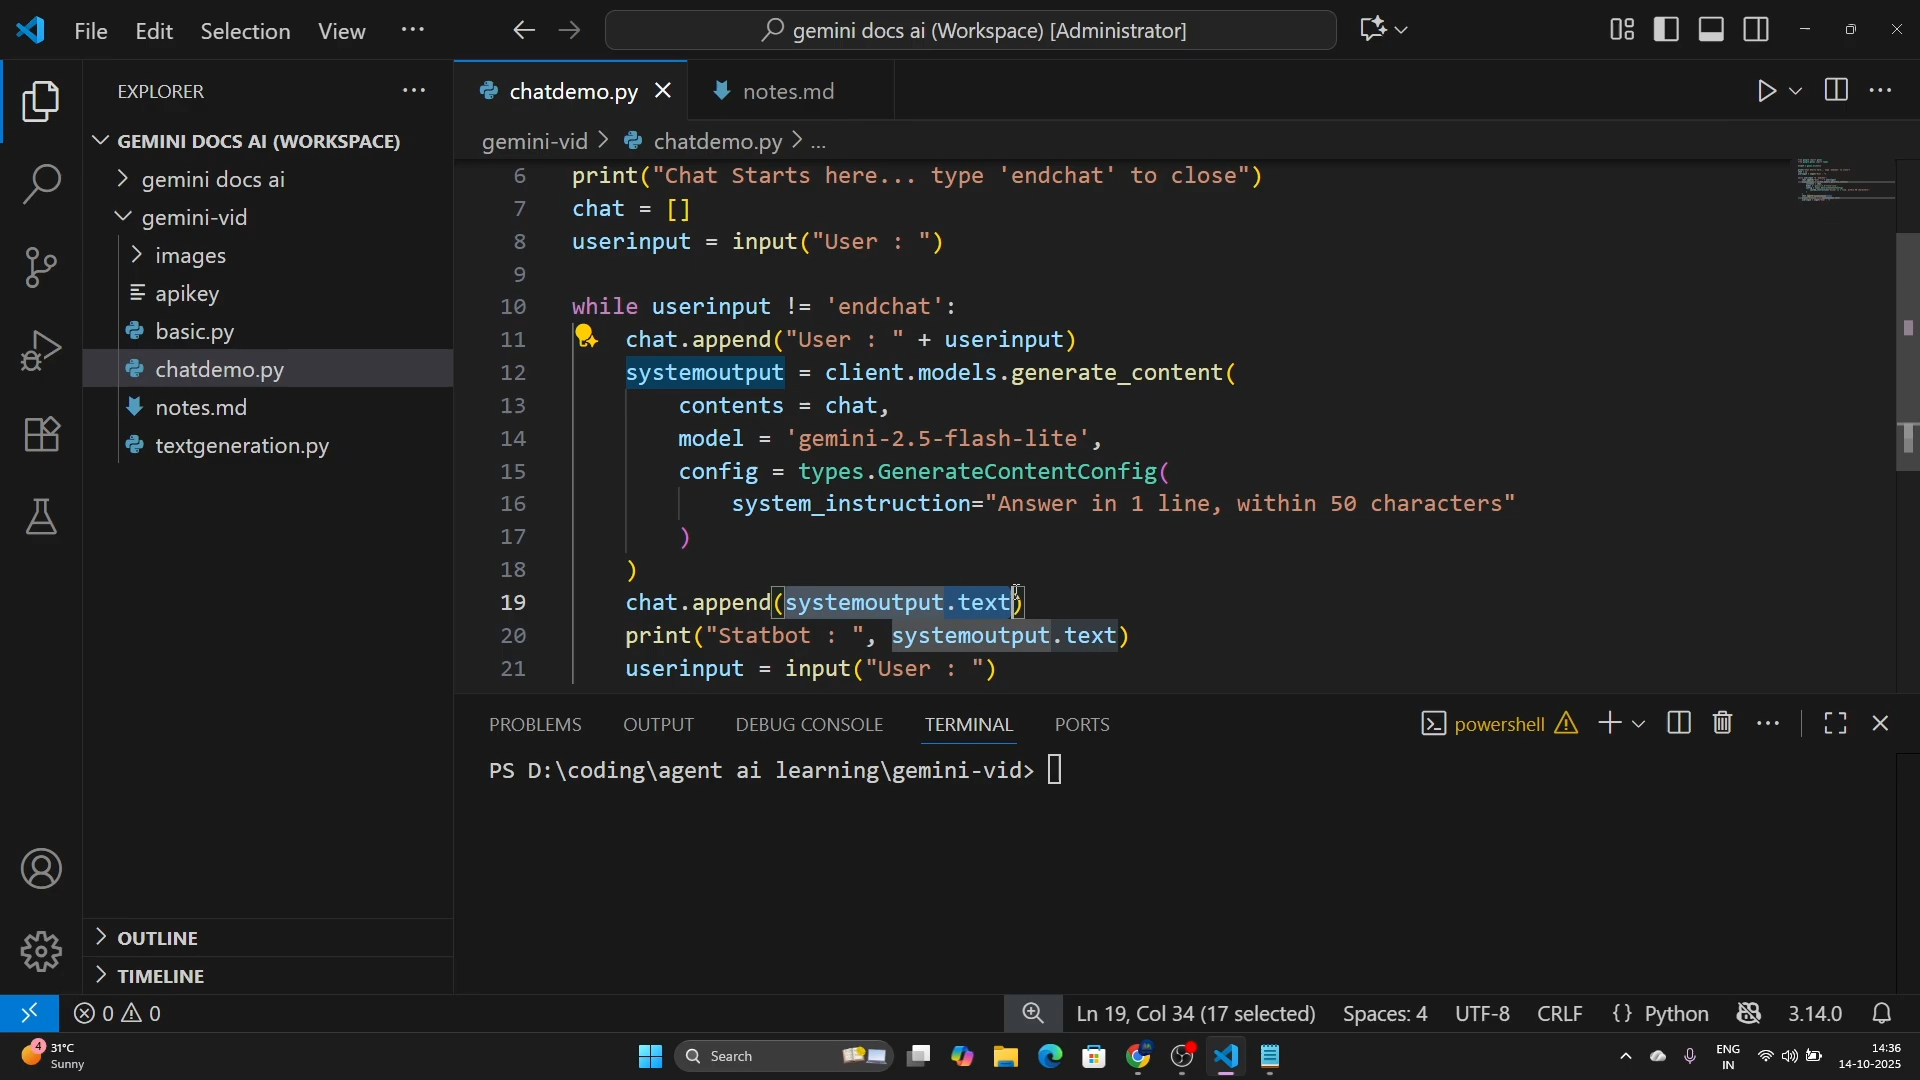 File Edit Selection View ...
gemini docs ai (Workspace) [Administrator]
EXPLORER ...
GEMINI DOCS AI (WORKSPACE)
gemini docs ai
gemini-vid
images
apikey
basic.py
chatdemo.py
notes.md
textgeneration.py
OUTLINE
TIMELINE
chatdemo.py
notes.md
gemini-vid > chatdemo.py > ...
6 print("Chat Starts here... type 'endchat' to close")
7 chat = []
8 userinput = input("User : ")
9
10 while userinput != 'endchat':
11 chat.append("User : " + userinput)
12 systemoutput = client.models.generate_content(
13 contents = chat,
14 model = 'gemini-2.5-flash-lite',
15 config = types.GenerateContentConfig(
16 system_instruction="Answer in 1 line, within 50 characters"
17 )
18 )
19 chat.append(systemoutput.text)
20 print("Statbot : ", systemoutput.text)
21 userinput = input("User : ")
PROBLEMS OUTPUT DEBUG CONSOLE TERMINAL PORTS
powershell
PS D:\coding\agent ai learning\gemini-vid>
0 0
Ln 19, Col 34 (17 selected) Spaces: 4 UTF-8 CRLF {} Python 3.14.0
4
31°C
Sunny
Search
ENG
IN
14:36
14-10-2025